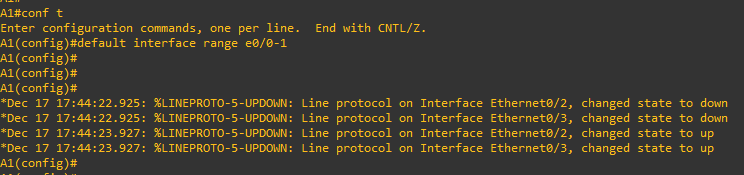 A1#
A1#conf t
Enter configuration commands, one per line.  End with CNTL/Z.
A1(config)#default interface range e0/0-1
A1(config)#
A1(config)#
A1(config)#
*Dec 17 17:44:22.925: %LINEPROTO-5-UPDOWN: Line protocol on Interface Ethernet0/2, changed state to down
*Dec 17 17:44:22.925: %LINEPROTO-5-UPDOWN: Line protocol on Interface Ethernet0/3, changed state to down
*Dec 17 17:44:23.927: %LINEPROTO-5-UPDOWN: Line protocol on Interface Ethernet0/2, changed state to up
*Dec 17 17:44:23.927: %LINEPROTO-5-UPDOWN: Line protocol on Interface Ethernet0/3, changed state to up
A1(config)#